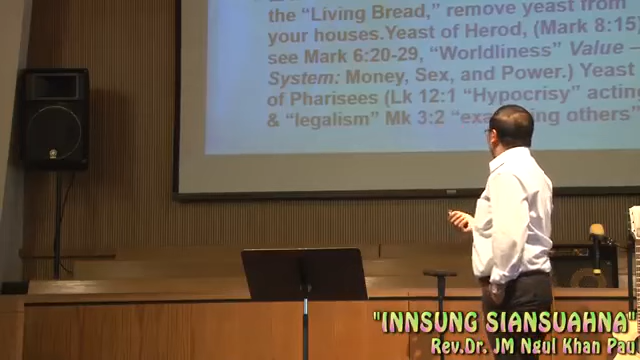 the “Living Bread,” remove yeast from
your houses.Yeast of Herod, (Mark 8:15)
see Mark 6:20-29, “Worldliness” Value –
System: Money, Sex, and Power.) Yeast
of Pharisees (Lk 12:1 “Hypocrisy” acting
& “legalism” Mk 3:2 others”
"INNSUNG SIANSUAHNA"
Rev.Dr. JM Ngul Khan Pau